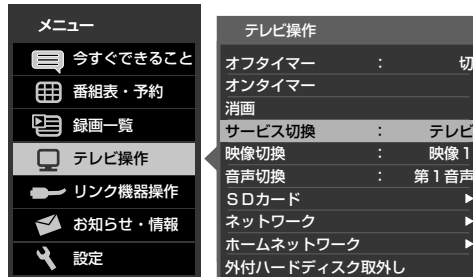 メニュー
今すぐできること
番組表・予約
録画一覧
テレビ操作
リンク機器操作
お知らせ・情報
設定
テレビ操作
オフタイマー : 切
オンタイマー
消画
サービス切換 : テレビ
映像切換 : 映像1
音声切換 : 第1音声
SDカード
ネットワーク
ホームネットワーク
外付ハードディスク取外し